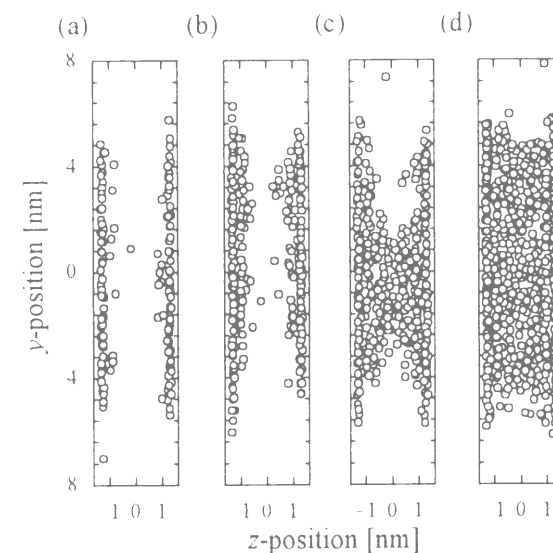 (a) (b) (c) (d)
8
4
0
4
8
y-position [nm]
1 0 1 1 0 1 -1 0 1 1 0 1
z-position [nm]